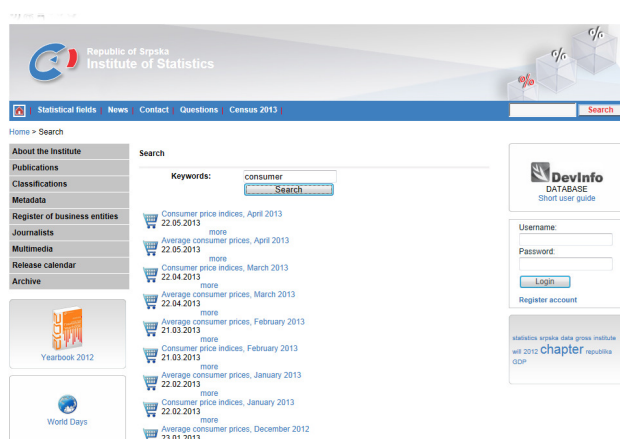 Republic of Srpska
Institute of Statistics
% % %
Statistical fields | News | Contact | Questions | Census 2013 |
Search
Home > Search
About the Institute
Publications
Classifications
Metadata
Register of business entities
Journalists
Multimedia
Release calendar
Archive
2012
Yearbook 2012
World Days
Search
Keywords: consumer
Search
Consumer price indices, April 2013
22.05.2013
more
Average consumer prices, April 2013
22.05.2013
more
Consumer price indices, March 2013
22.04.2013
more
Average consumer prices, March 2013
22.04.2013
more
Average consumer prices, February 2013
21.03.2013
more
Consumer price indices, February 2013
21.03.2013
more
Average consumer prices, January 2013
22.02.2013
more
Consumer price indices, January 2013
22.02.2013
more
Average consumer prices, December 2012
23.01.2013
DevInfo
DATABASE
Short user guide
Username:
Password:
Login
Register account
statistics srpska data gross institute
will 2012 chapter republika
GDP